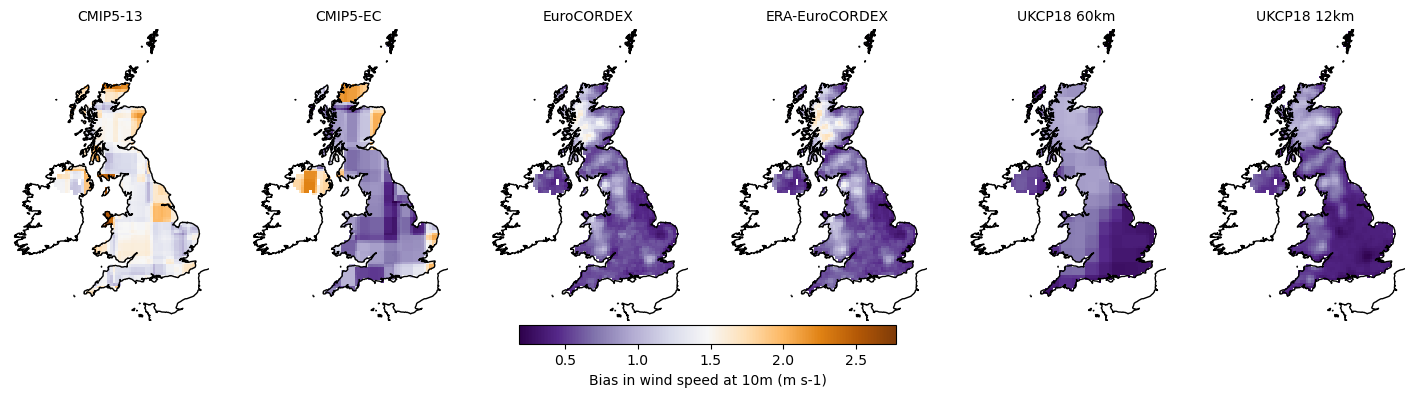 CMIP5-13 CMIP5-EC EuroCORDEX ERA-EuroCORDEX UKCP18 60km UKCP18 12km
0.5 1.0 1.5 2.0 2.5
Bias in wind speed at 10m (m s-1)